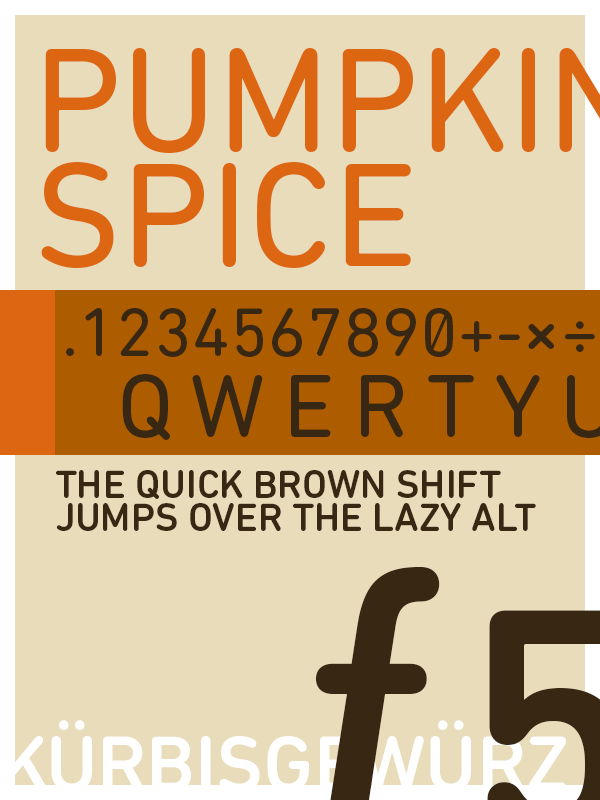 PUMPKIN
SPICE
.1234567890+-×÷
QWERTYU
THE QUICK BROWN SHIFT
JUMPS OVER THE LAZY ALT
f5
KÜRBISGEWÜRZ